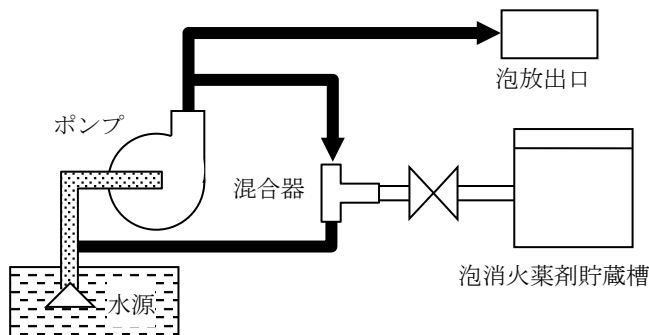 泡放出口
ポンプ
混合器
泡消火薬剤貯蔵槽
水源